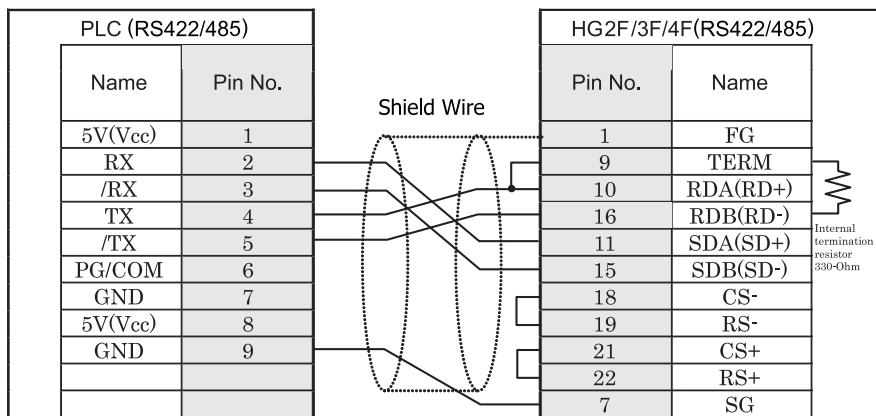 PLC (RS422/485)
Name Pin No.
5V(Vcc) 1
RX 2
/RX 3
TX 4
/TX 5
PG/COM 6
GND 7
5V(Vcc) 8
GND 9
Shield Wire
HG2F/3F/4F(RS422/485)
Pin No. Name
1 FG
9 TERM
10 RDA(RD+)
16 RDB(RD-)
11 SDA(SD+)
15 SDB(SD-)
18 CS-
19 RS-
21 CS+
22 RS+
7 SG
Internal
termination
resistor
330-Ohm